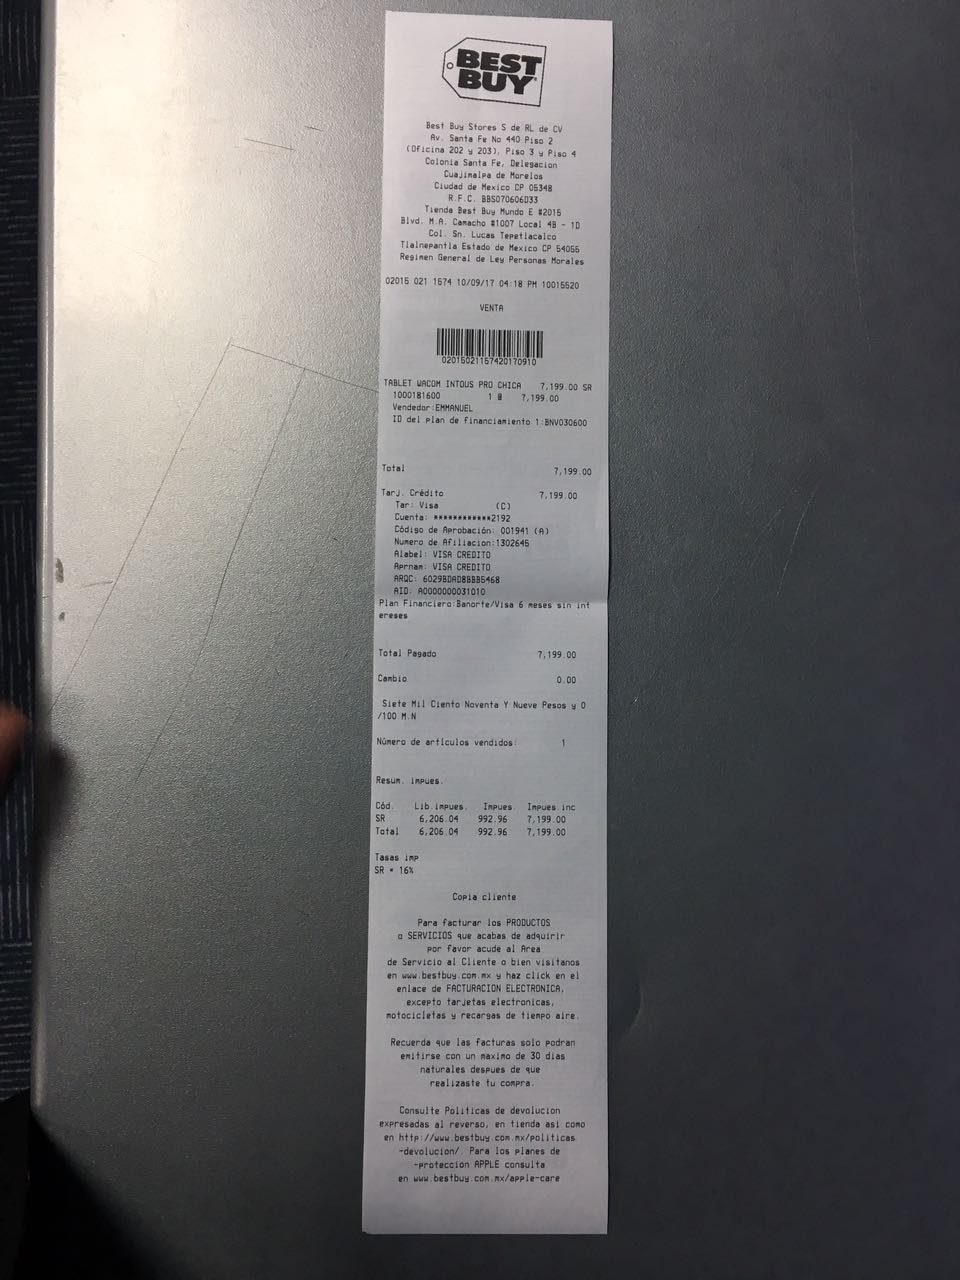 BEST
BUY
Best Buy Stores S de RL de CV
Av. Santa Fe No 440 Piso 2
(Oficina 202 y 203), Piso 3 y Piso 4
Colonia Santa Fe, Delegacion
Cuajimalpa de Morelos
Ciudad de Mexico CP 05348
R.F.C. BBS070606D33
Tienda Best Buy Mundo E #2015
Blvd. M.A. Camacho #1007 Local 4B - 1D
Col. Sn. Lucas Tepetlacalco
Tlalnepantla Estado de Mexico CP 54055
Regimen General de Ley Personas Morales
02015 021 1574 10/09/17 04:18 PM 10015520
VENTA
02015021157420170910
TABLET WACOM INTOUS PRO CHICA 7,199.00 SR
1000181600 1 @ 7,199.00
Vendedor:EMMANUEL
ID del plan de financiamiento 1:BNV030600
Total 7,199.00
Tarj. Crédito 7,199.00
Tar: Visa (C)
Cuenta: ************2192
Código de Aprobación: 001941 (A)
Numero de Afiliacion:1302645
Alabel: VISA CREDITO
Aprnam: VISA CREDITO
ARQC: 6029BDAD8BBB5468
AID: A0000000031010
Plan Financiero:Banorte/Visa 6 meses sin int
ereses
Total Pagado 7,199.00
Cambio 0.00
Siete Mil Ciento Noventa Y Nueve Pesos y 0
/100 M.N
Número de artículos vendidos: 1
Resum. impues.
Cód. Lib.impues. Impues. Impues.inc
SR 6,206.04 992.96 7,199.00
Total 6,206.04 992.96 7,199.00
Tasas imp
SR = 16%
Copia cliente
Para facturar los PRODUCTOS
o SERVICIOS que acabas de adquirir
por favor acude al Area
de Servicio al Cliente o bien visitanos
en www.bestbuy.com.mx y haz click en el
enlace de FACTURACION ELECTRONICA,
excepto tarjetas electronicas,
motocicletas y recargas de tiempo aire.
Recuerda que las facturas solo podran
emitirse con un maximo de 30 dias
naturales despues de que
realizaste tu compra.
Consulte Politicas de devolucion
expresadas al reverso, en tienda asi como
en http://www.bestbuy.com.mx/politicas
-devolucion/. Para los planes de
-proteccion APPLE consulta
en www.bestbuy.com.mx/apple-care